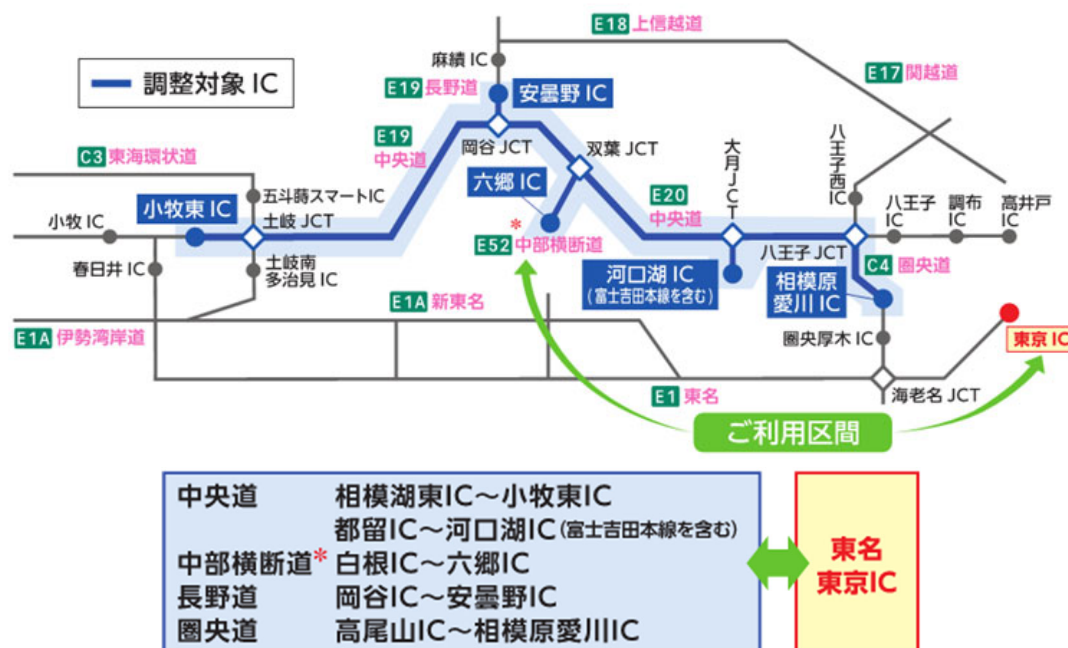 E18 上信越道
麻績 IC
調整対象 IC
E19 長野道
安曇野 IC
E17 関越道
E19
中央道
岡谷 JCT
双葉 JCT
大月JCT
八王子西IC
C3 東海環状道
五斗蒔スマートIC
六郷 IC
E20
中央道
小牧東 IC
小牧 IC
土岐 JCT
八王子
IC
調布
IC
高井戸
IC
*
E52 中部横断道
八王子 JCT
C4 圏央道
春日井 IC
土岐南
多治見 IC
河口湖 IC
(富士吉田本線を含む)
相模原
愛川 IC
E1A 新東名
E1A 伊勢湾岸道
圏央厚木 IC
東京 IC
E1 東名
海老名 JCT
ご利用区間
中央道 相模湖東IC～小牧東IC
都留IC～河口湖IC(富士吉田本線を含む)
中部横断道* 白根IC～六郷IC
長野道 岡谷IC～安曇野IC
圏央道 高尾山IC～相模原愛川IC
東名
東京IC